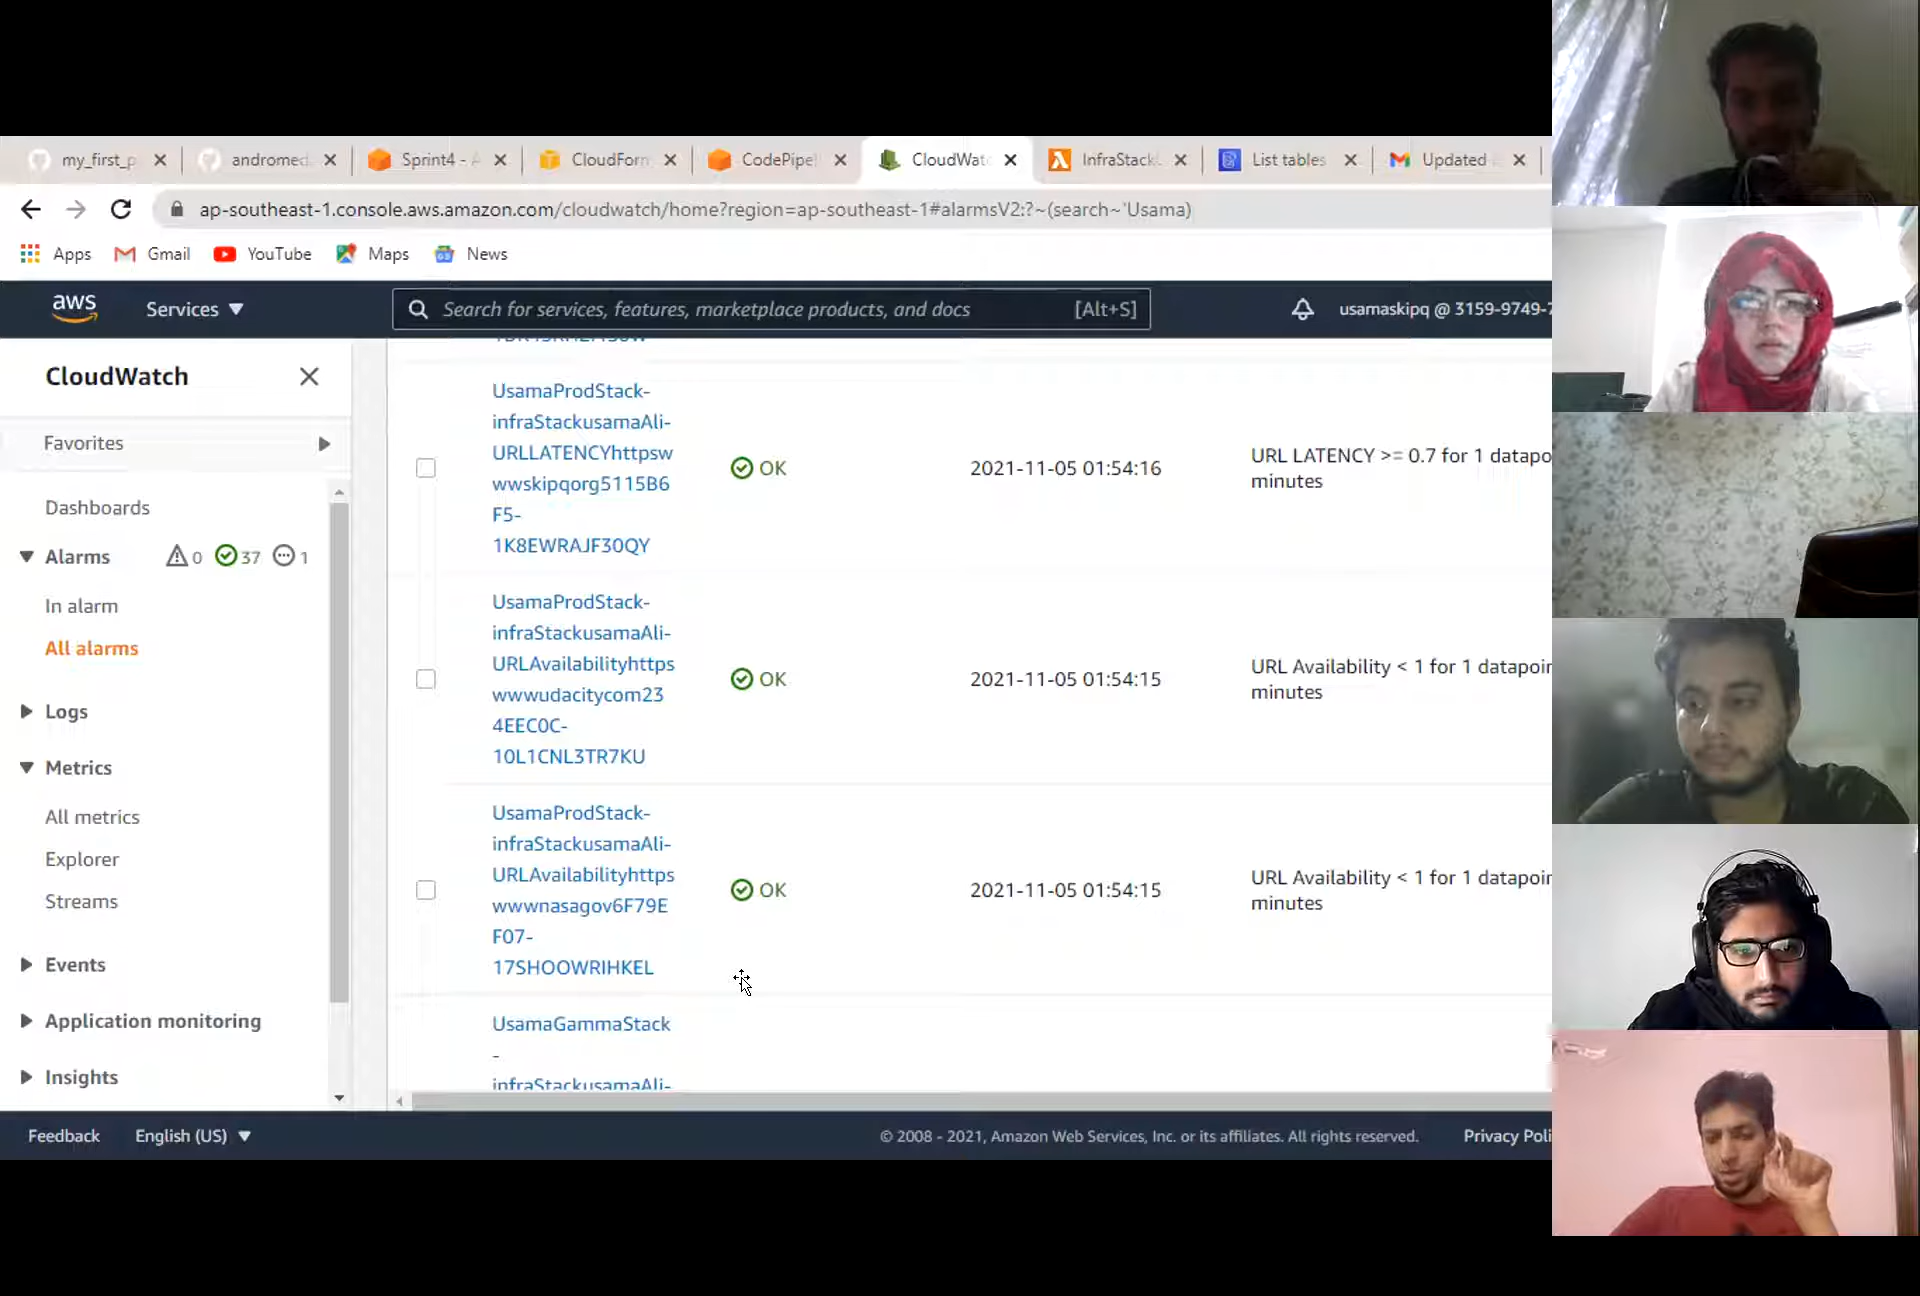 my_first_p
andromed
Sprint4 - A
CloudForm
CodePipel
CloudWatc
InfraStack
List tables
Updated
ap-southeast-1.console.aws.amazon.com/cloudwatch/home?region=ap-southeast-1#alarmsV2:?~(search~'Usama)
Apps
Gmail
YouTube
Maps
News
aws
Services
Search for services, features, marketplace products, and docs
[Alt+S]
usamaskipq @ 3159-9749-7
CloudWatch
Favorites
Dashboards
Alarms 0 37 1
In alarm
All alarms
Logs
Metrics
All metrics
Explorer
Streams
Events
Application monitoring
Insights
UsamaProdStack-
infraStackusamaAli-
URLLATENCYhttpsw
wwskipqorg5115B6
F5-
1K8EWRAJF30QY
OK
2021-11-05 01:54:16
URL LATENCY >= 0.7 for 1 datapo
minutes
UsamaProdStack-
infraStackusamaAli-
URLAvailabilityhttps
wwwudacitycom23
4EEC0C-
10L1CNL3TR7KU
OK
2021-11-05 01:54:15
URL Availability < 1 for 1 datapoin
minutes
UsamaProdStack-
infraStackusamaAli-
URLAvailabilityhttps
wwwnasagov6F79E
F07-
17SHOOWRIHKEL
OK
2021-11-05 01:54:15
URL Availability < 1 for 1 datapoin
minutes
UsamaGammaStack
-
infraStackusamaAli-
Feedback
English (US)
© 2008 - 2021, Amazon Web Services, Inc. or its affiliates. All rights reserved.
Privacy Poli